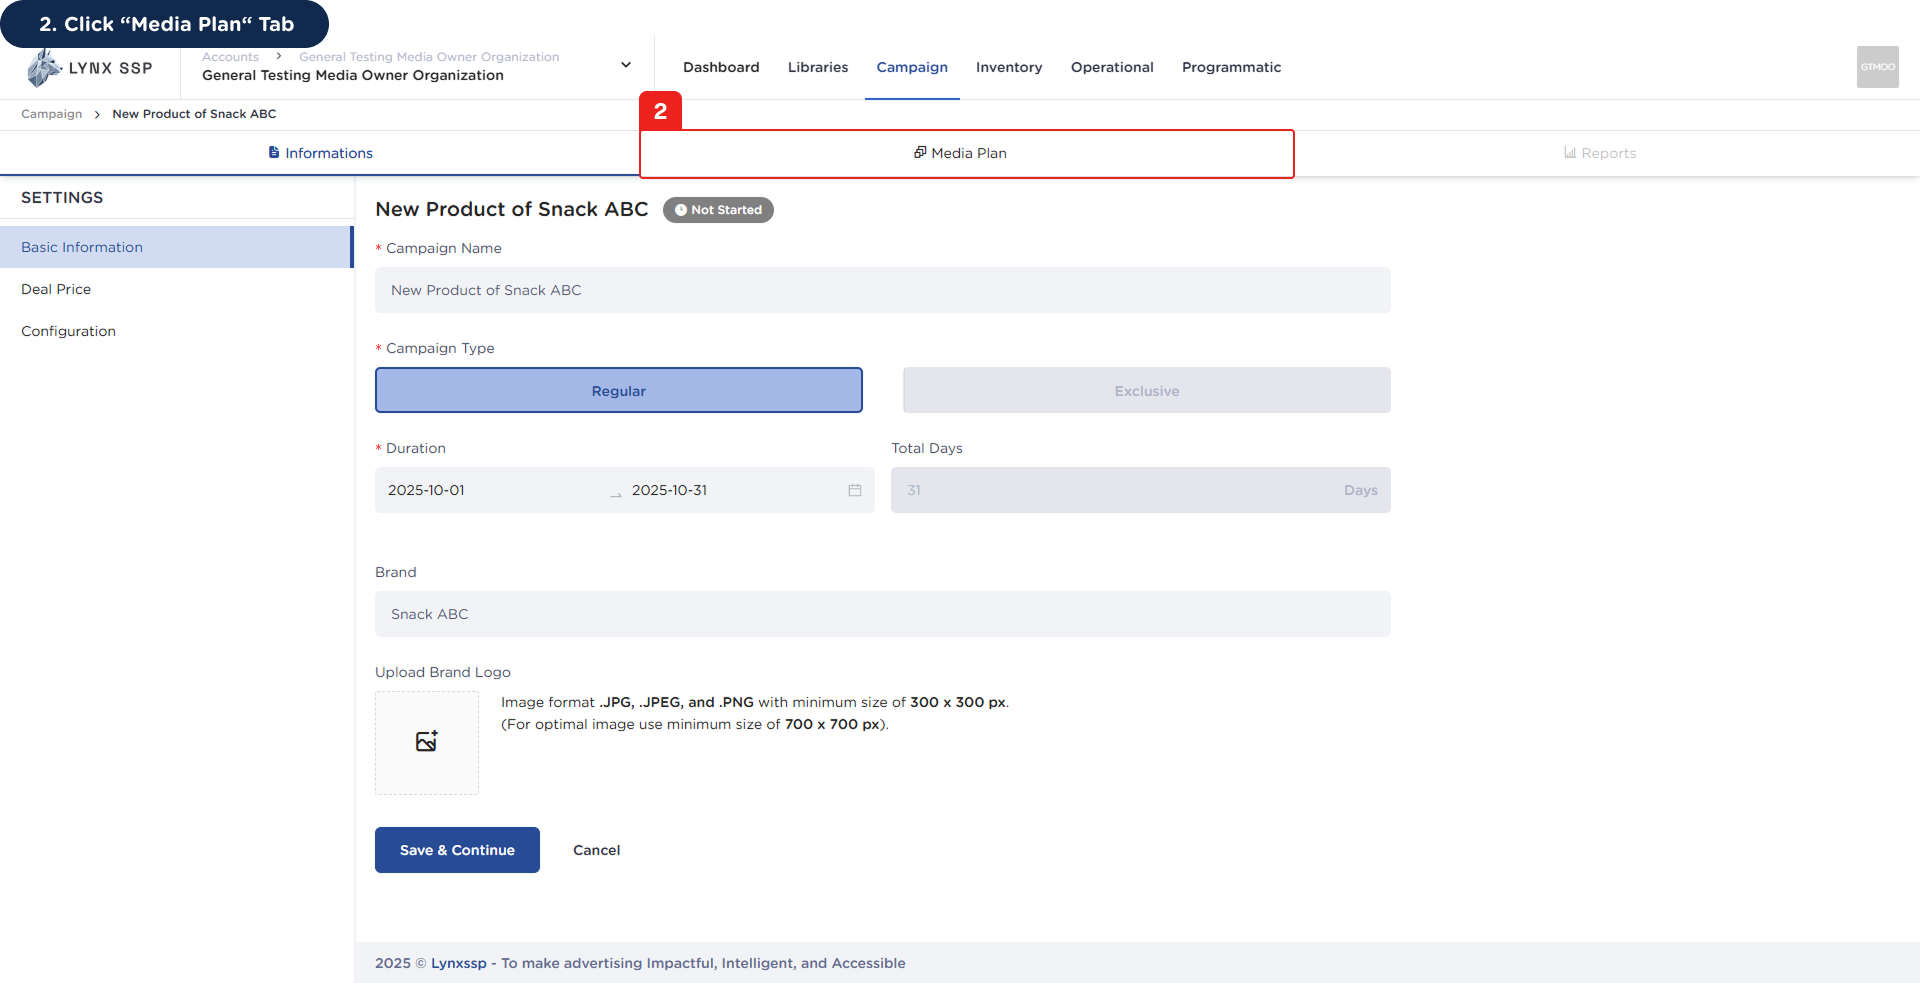 2. Click “Media Plan“ Tab
LYNX SSP
Accounts > General Testing Media Owner Organization
General Testing Media Owner Organization
Dashboard Libraries Campaign Inventory Operational Programmatic
GTMOO
Campaign > New Product of Snack ABC
2
Informations
Media Plan
Reports
SETTINGS
Basic Information
Deal Price
Configuration
New Product of Snack ABC
Not Started
* Campaign Name
New Product of Snack ABC
* Campaign Type
Regular
Exclusive
* Duration
Total Days
2025-10-01
2025-10-31
31
Days
Brand
Snack ABC
Upload Brand Logo
Image format .JPG, .JPEG, and .PNG with minimum size of 300 x 300 px.
(For optimal image use minimum size of 700 x 700 px).
Save & Continue
Cancel
2025 © Lynxssp - To make advertising Impactful, Intelligent, and Accessible